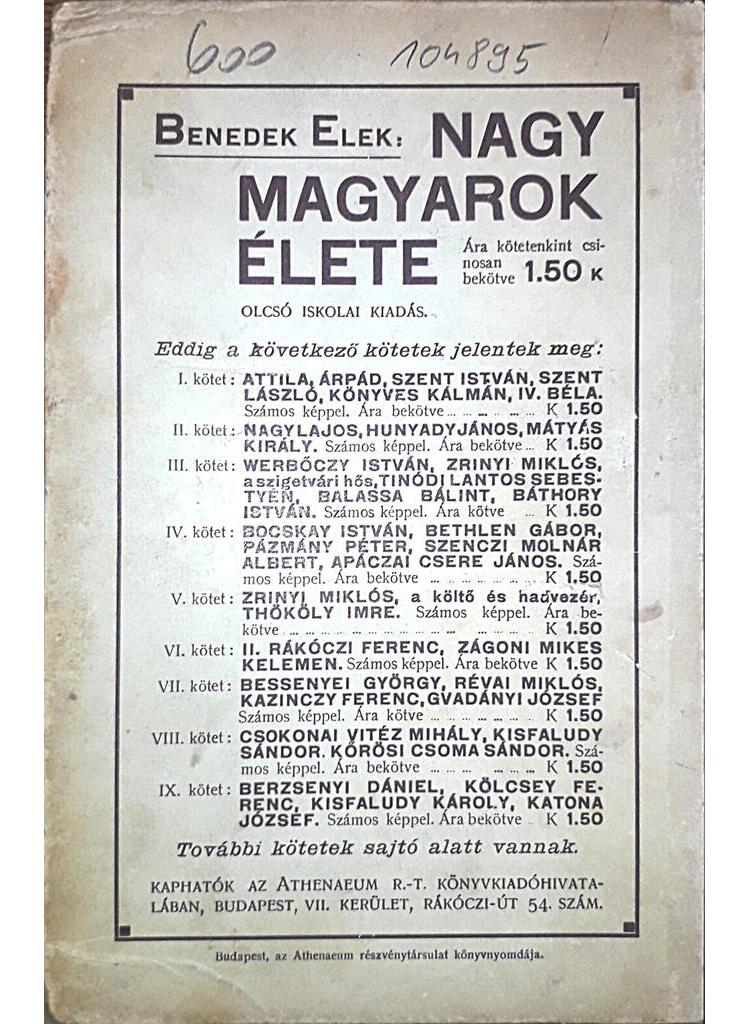 600 104895
BENEDEK ELEK: NAGY
MAGYAROK
ÉLETE
Ára kötetenkint csi-
nosan
bekötve 1.50 K
OLCSÓ ISKOLAI KIADÁS.
Eddig a következő kötetek jelentek meg:
I. kötet: ATTILA, ÁRPÁD, SZENT ISTVÁN, SZENT
LÁSZLÓ, KÖNYVES KÁLMÁN, IV. BÉLA.
Számos képpel. Ára bekötve... ... ... ... ... K 1.50
II. kötet: NAGY LAJOS, HUNYADY JÁNOS, MÁTYÁS
KIRÁLY. Számos képpel. Ára bekötve... K 1.50
III. kötet: WERBŐCZY ISTVÁN, ZRINYI MIKLÓS,
a szigetvári hős, TINÓDI LANTOS SEBES-
TYÉN, BALASSA BÁLINT, BÁTHORY
ISTVÁN. Számos képpel. Ára kötve ... K 1.50
IV. kötet: BOCSKAY ISTVÁN, BETHLEN GÁBOR,
PÁZMÁNY PÉTER, SZENCZI MOLNÁR
ALBERT, APÁCZAI CSERE JÁNOS. Szá-
mos képpel. Ára bekötve ... ... ... ... ... K 1.50
V. kötet: ZRINYI MIKLÓS, a költő és hadvezér,
THÖKÖLY IMRE. Számos képpel. Ára be-
kötve ... ... ... ... ... ... ... ... ... ... K 1.50
VI. kötet: II. RÁKÓCZI FERENC, ZÁGONI MIKES
KELEMEN. Számos képpel. Ára bekötve K 1.50
VII. kötet: BESSENYEI GYÖRGY, RÉVAI MIKLÓS,
KAZINCZY FERENC, GVADÁNYI JÓZSEF
Számos képpel. Ára kötve ... ... ... ... ... K 1.50
VIII. kötet: CSOKONAI VITÉZ MIHÁLY, KISFALUDY
SÁNDOR. KŐRÖSI CSOMA SÁNDOR. Szá-
mos képpel. Ára bekötve ... ... ... ... ... K 1.50
IX. kötet: BERZSENYI DÁNIEL, KÖLCSEY FE-
RENC, KISFALUDY KÁROLY, KATONA
JÓZSEF. Számos képpel. Ára bekötve .. K 1.50
További kötetek sajtó alatt vannak.
KAPHATÓK AZ ATHENAEUM R.-T. KÖNYVKIADÓHIVATA-
LÁBAN, BUDAPEST, VII. KERÜLET, RÁKÓCZI-ÚT 54. SZÁM.
Budapest, az Athenaeum részvénytársulat könyvnyomdája.